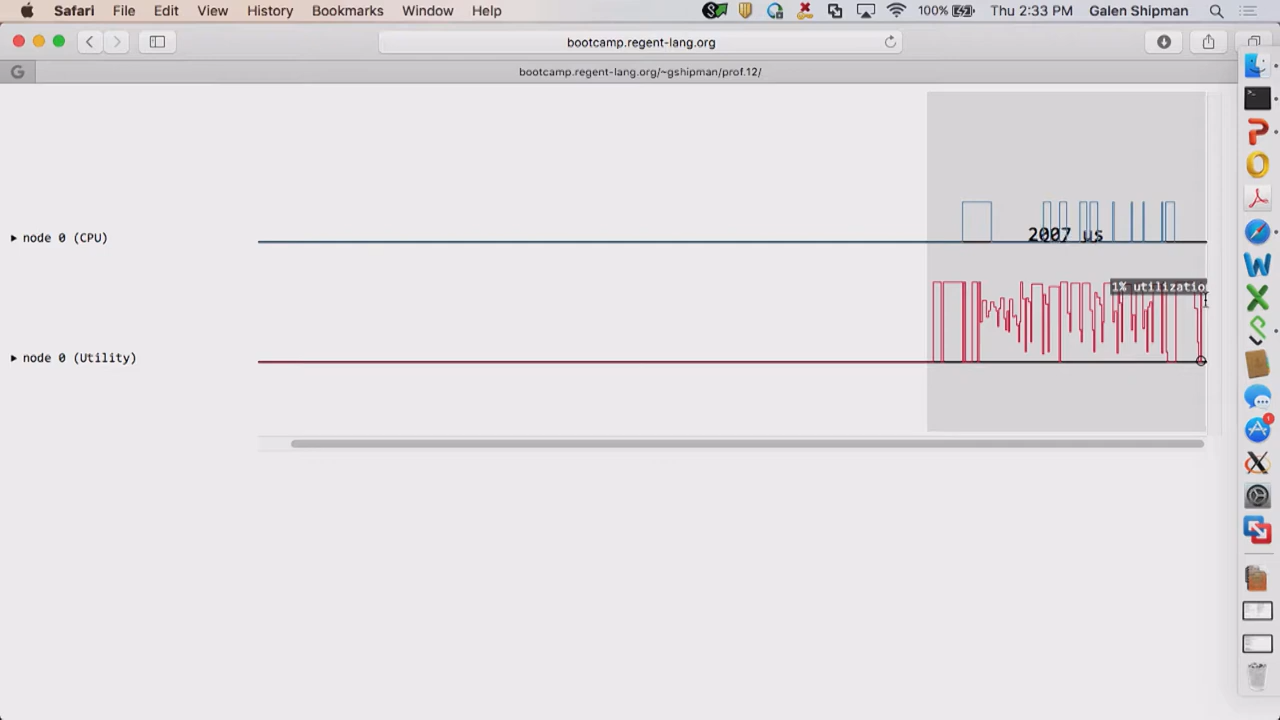 Safari File Edit View History Bookmarks Window Help 100% Thu 2:33 PM Galen Shipman
bootcamp.regent-lang.org
bootcamp.regent-lang.org/~gshipman/prof.12/
node 0 (CPU)
2007 us
1% utilizatio
node 0 (Utility)